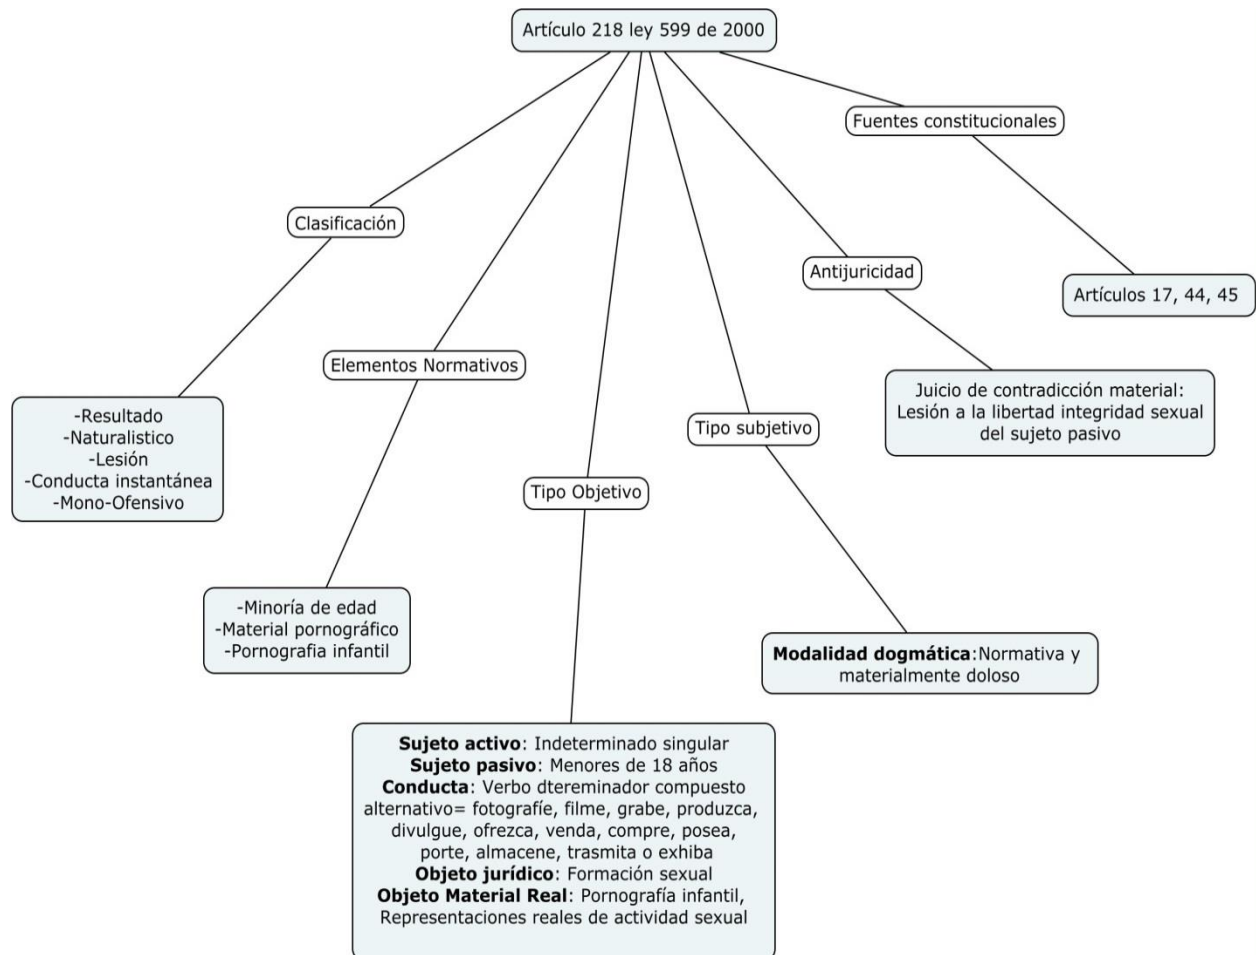 Artículo 218 ley 599 de 2000
Fuentes constitucionales
Clasificación
Antijuricidad
Artículos 17, 44, 45
Elementos Normativos
Juicio de contradicción material:
Lesión a la libertad integridad sexual
del sujeto pasivo
-Resultado
-Naturalistico
-Lesión
-Conducta instantánea
-Mono-Ofensivo
Tipo subjetivo
Tipo Objetivo
-Minoría de edad
-Material pornográfico
-Pornografia infantil
Modalidad dogmática:Normativa y
materialmente doloso
Sujeto activo: Indeterminado singular
Sujeto pasivo: Menores de 18 años
Conducta: Verbo dtereminador compuesto
alternativo= fotografíe, filme, grabe, produzca,
divulgue, ofrezca, venda, compre, posea,
porte, almacene, trasmita o exhiba
Objeto jurídico: Formación sexual
Objeto Material Real: Pornografía infantil,
Representaciones reales de actividad sexual